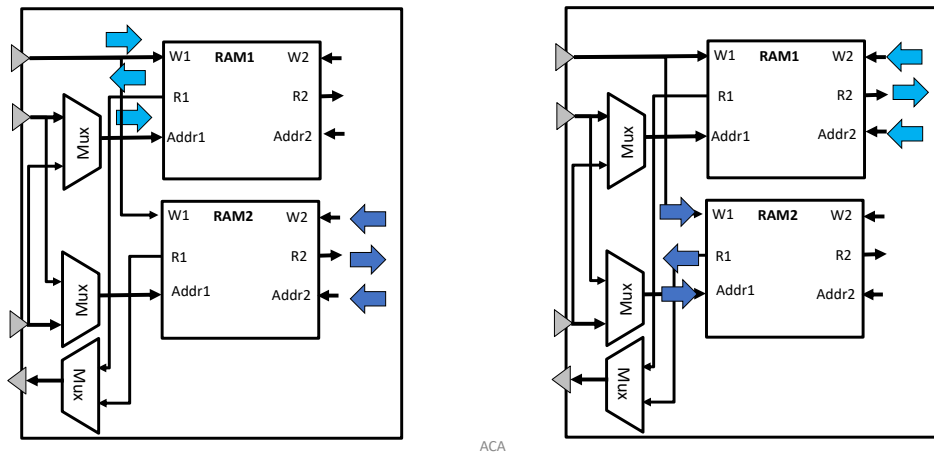 W1 RAM1 W2
R1 R2
Addr1 Addr2
Mux
W1 RAM2 W2
R1 R2
Addr1 Addr2
Mux
Mux
W1 RAM1 W2
R1 R2
Addr1 Addr2
Mux
W1 RAM2 W2
R1 R2
Addr1 Addr2
Mux
Mux
ACA